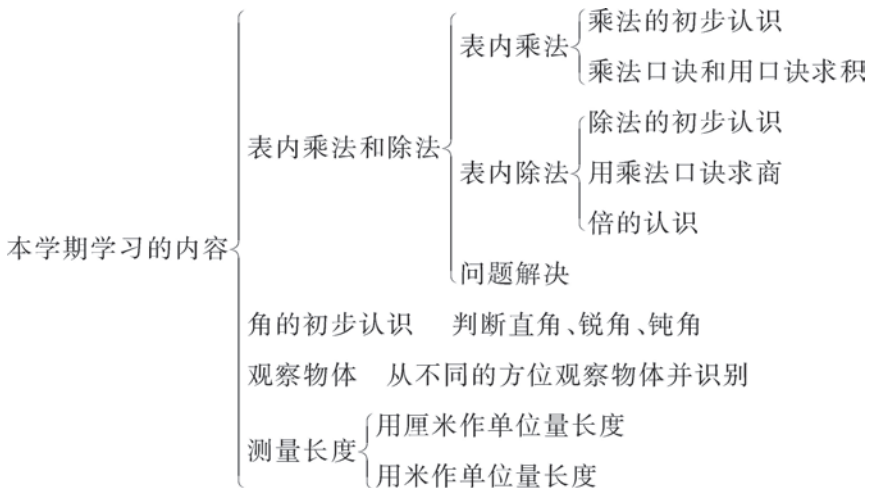 本学期学习的内容
表内乘法和除法
表内乘法
乘法的初步认识
乘法口诀和用口诀求积
表内除法
除法的初步认识
用乘法口诀求商
倍的认识
问题解决
角的初步认识 判断直角、锐角、钝角
观察物体 从不同的方位观察物体并识别
测量长度
用厘米作单位量长度
用米作单位量长度